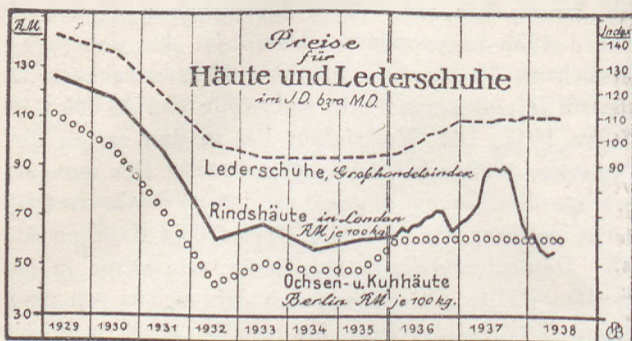 RM
Index
Preise
für
Häute und Lederschuhe
im J.D. bzw M.D.
130
110
90
70
50
30
140
130
120
110
100
90
Lederschuhe, Großhandelsindex
Rindshäute in London
RM je 100 kg
Ochsen- u. Kuhhäute
Berlin RM je 100 kg.
1929 1930 1931 1932 1933 1934 1935 1936 1937 1938